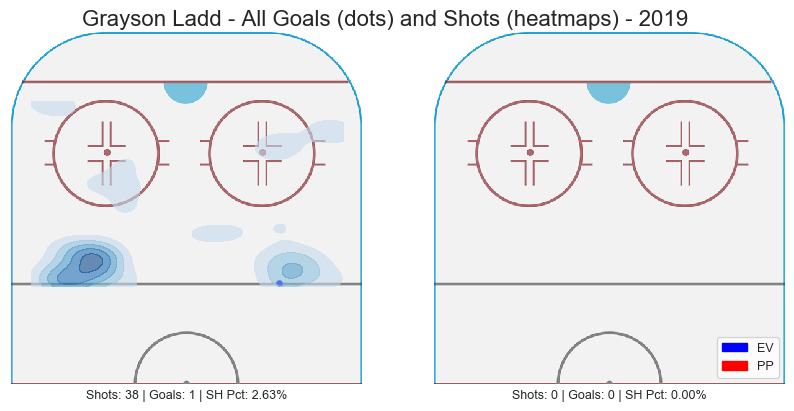 Grayson Ladd - All Goals (dots) and Shots (heatmaps) - 2019
EV
PP
Shots: 38 | Goals: 1 | SH Pct: 2.63%
Shots: 0 | Goals: 0 | SH Pct: 0.00%